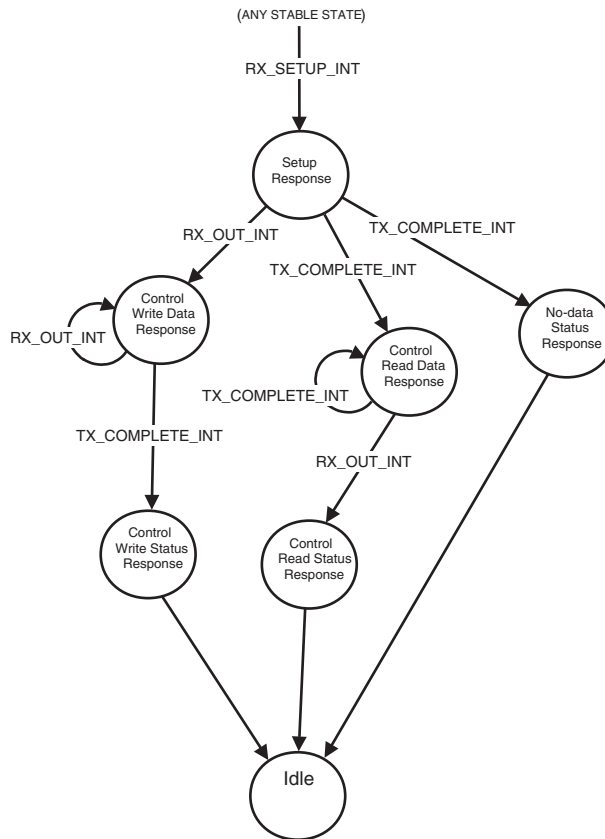 (ANY STABLE STATE)
RX_SETUP_INT
Setup
Response
RX_OUT_INT
TX_COMPLETE_INT
TX_COMPLETE_INT
Control
Write Data
Response
RX_OUT_INT
No-data
Status
Response
Control
Read Data
Response
TX_COMPLETE_INT
TX_COMPLETE_INT
RX_OUT_INT
Control
Write Status
Response
Control
Read Status
Response
Idle